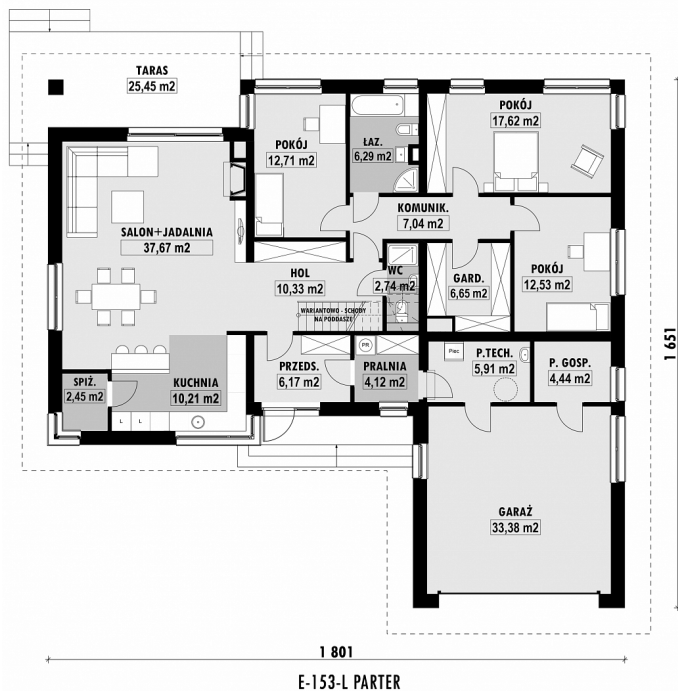 TARAS
25,45 m2
POKÓJ
12,71 m2
ŁAZ.
6,29 m2
POKÓJ
17,62 m2
KOMUNIK.
7,04 m2
SALON+JADALNIA
37,67 m2
HOL
10,33 m2
WC
2,74 m2
GARD.
6,65 m2
POKÓJ
12,53 m2
WARIANTOWO - SCHODY
NA PODDASZE
PR
Piec
SPIŻ.
2,45 m2
KUCHNIA
10,21 m2
PRZEDS.
6,17 m2
PRALNIA
4,12 m2
P.TECH.
5,91 m2
P. GOSP.
4,44 m2
L L
GARAŻ
33,38 m2
1 651
1 801
E-153-L PARTER